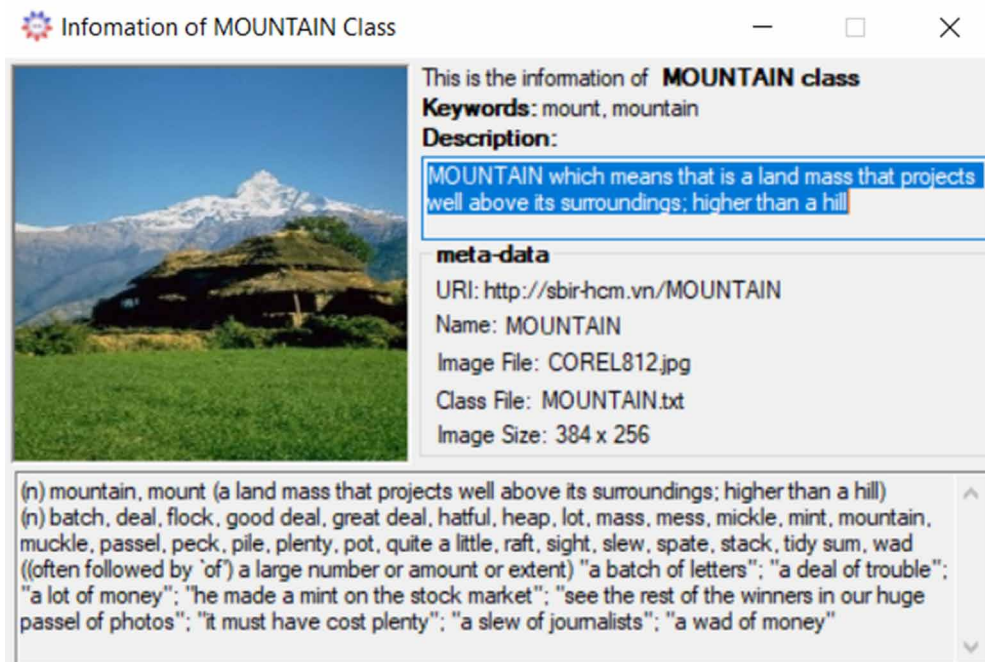 Infomation of MOUNTAIN Class
This is the information of MOUNTAIN class
Keywords: mount, mountain
Description:
MOUNTAIN which means that is a land mass that projects
well above its surroundings; higher than a hill
meta-data
URI: http://sbir-hcm.vn/MOUNTAIN
Name: MOUNTAIN
Image File: COREL812.jpg
Class File: MOUNTAIN.txt
Image Size: 384 x 256
(n) mountain, mount (a land mass that projects well above its surroundings; higher than a hill)
(n) batch, deal, flock, good deal, great deal, hatful, heap, lot, mass, mess, mickle, mint, mountain,
muckle, passel, peck, pile, plenty, pot, quite a little, raft, sight, slew, spate, stack, tidy sum, wad
((often followed by `of') a large number or amount or extent) "a batch of letters"; "a deal of trouble";
"a lot of money"; "he made a mint on the stock market"; "see the rest of the winners in our huge
passel of photos"; "it must have cost plenty"; "a slew of journalists"; "a wad of money"